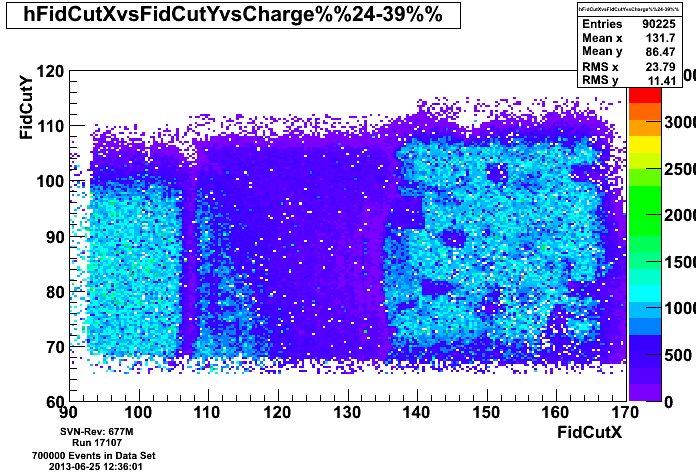 hFidCutXvsFidCutYvsCharge%%24-39%%
hFidCutXvsFidCutYvsCharge%%24-39%%
Entries 90225
Mean x 131.7
Mean y 86.47
RMS x 23.79
RMS y 11.41
FidCutY
120
110
100
90
80
70
60
90 100 110 120 130 140 150 160 170
FidCutX
3000
2500
2000
1500
1000
500
0
SVN-Rev: 677M
Run 17107
700000 Events in Data Set
2013-06-25 12:36:01